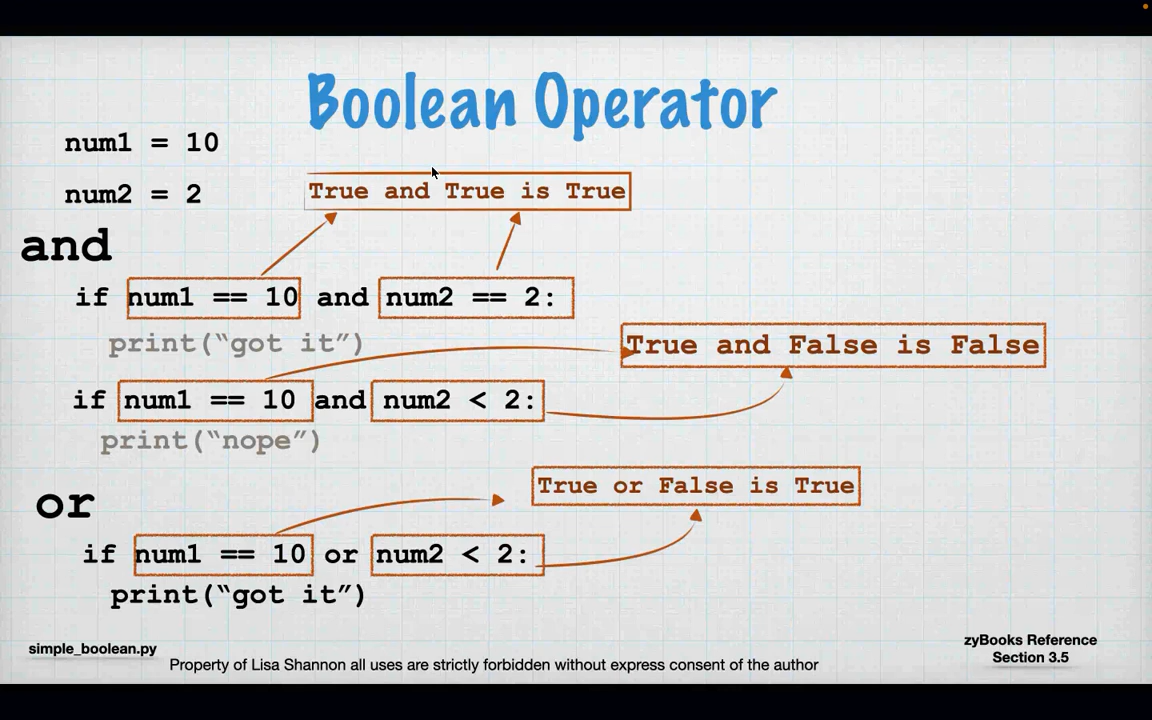 Boolean Operator
num1 = 10
num2 = 2
True and True is True
and
if num1 == 10 and num2 == 2:
print(“got it”)
True and False is False
if num1 == 10 and num2 < 2:
print(“nope”)
or
True or False is True
if num1 == 10 or num2 < 2:
print(“got it”)
simple_boolean.py
Property of Lisa Shannon all uses are strictly forbidden without express consent of the author
zyBooks Reference
Section 3.5